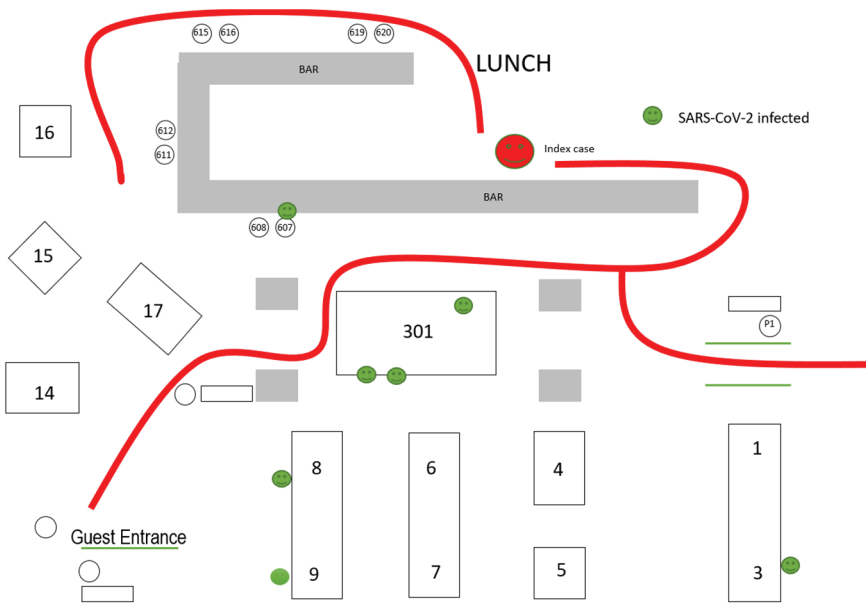 615 616 619 620
BAR
LUNCH
16
SARS-CoV-2 infected
612
Index case
611
BAR
608 607
15
17
301
P1
14
8 6 4 1
Guest Entrance
9 7 5 3